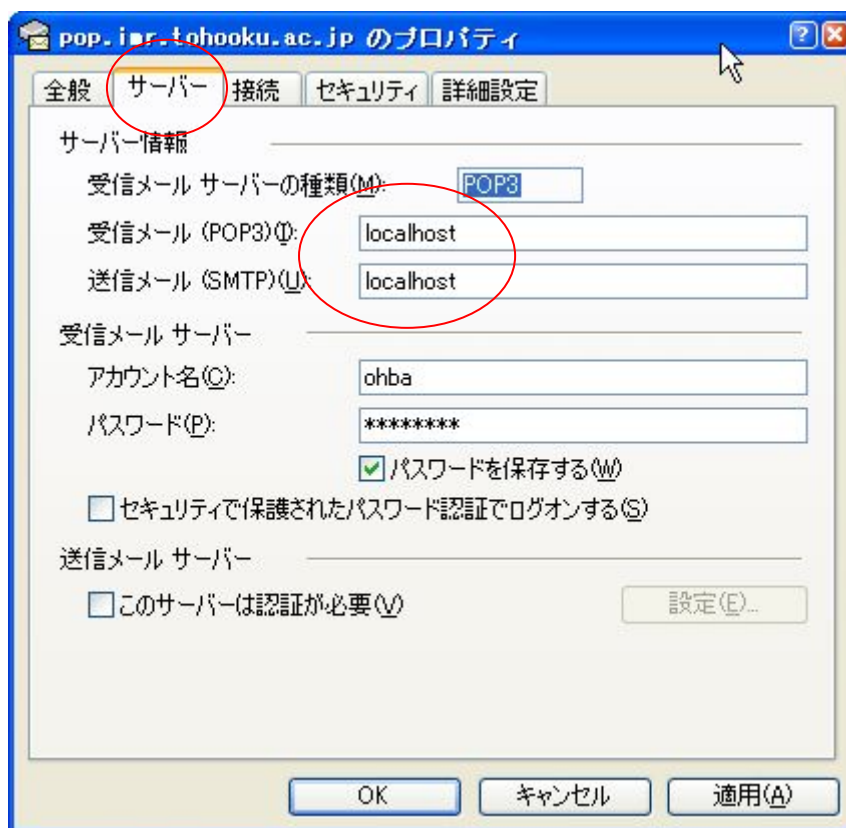 pop.imr.tohooku.ac.jp のプロパティ
全般 サーバー 接続 セキュリティ 詳細設定
サーバー情報
受信メール サーバーの種類(M): POP3
受信メール (POP3)(I): localhost
送信メール (SMTP)(U): localhost
受信メール サーバー
アカウント名(C): ohba
パスワード(P): ********
パスワードを保存する(W)
セキュリティで保護されたパスワード認証でログオンする(S)
送信メール サーバー
このサーバーは認証が必要(V) 設定(E)...
OK キャンセル 適用(A)